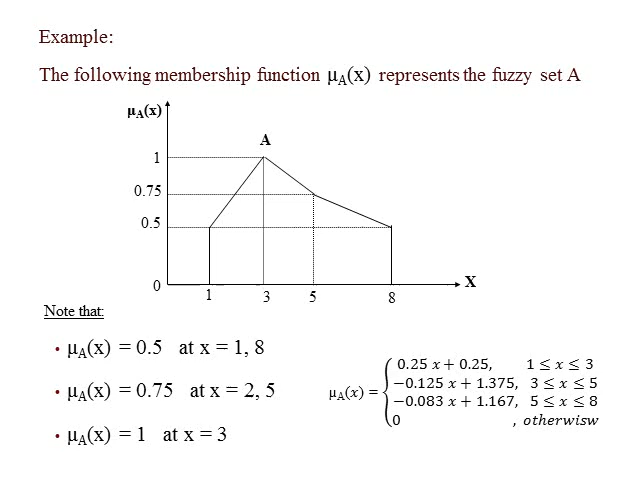 Example:
The following membership function μA(x) represents the fuzzy set A
μA(x)
A
1
0.75
0.5
0
X
1 3 5 8
Note that:
• μA(x) = 0.5 at x = 1, 8
• μA(x) = 0.75 at x = 2, 5
• μA(x) = 1 at x = 3
μA(x) =
0.25 x + 0.25, 1 ≤ x ≤ 3
−0.125 x + 1.375, 3 ≤ x ≤ 5
−0.083 x + 1.167, 5 ≤ x ≤ 8
0 , otherwisw